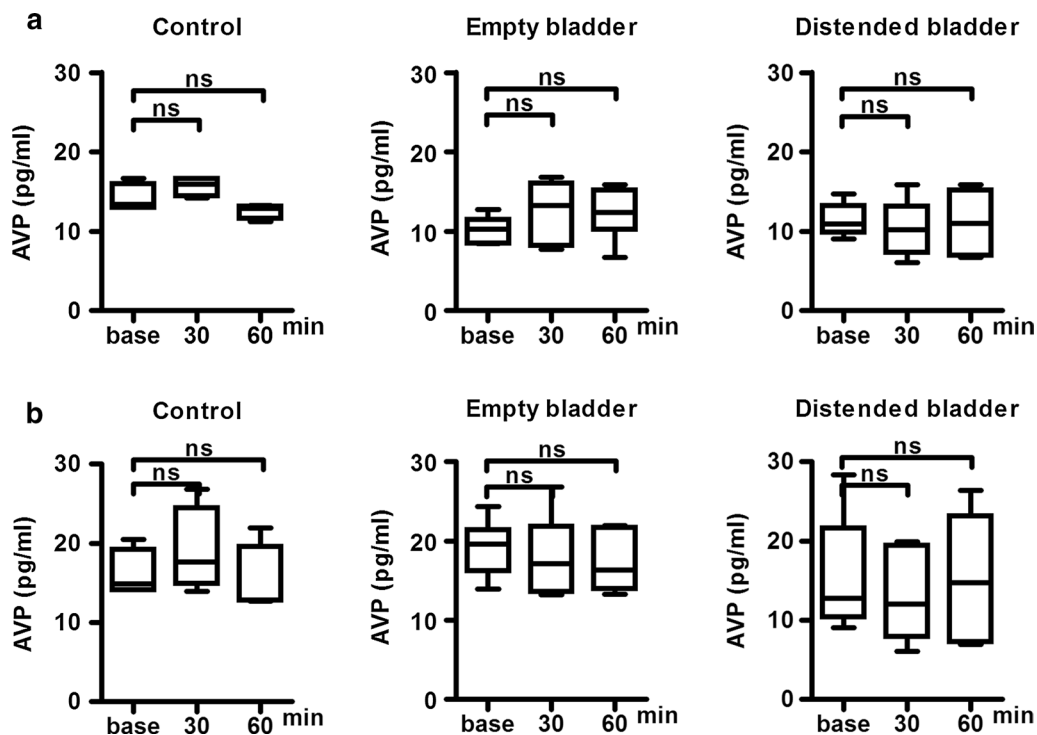 a
Control
Empty bladder
Distended bladder
AVP (pg/ml)
30
20
10
0
ns
ns
base 30 60 min
AVP (pg/ml)
30
20
10
0
ns
ns
base 30 60 min
AVP (pg/ml)
30
20
10
0
ns
ns
base 30 60 min
b
Control
Empty bladder
Distended bladder
AVP (pg/ml)
30
20
10
0
ns
ns
base 30 60 min
AVP (pg/ml)
30
20
10
0
ns
ns
base 30 60 min
AVP (pg/ml)
30
20
10
0
ns
ns
base 30 60 min